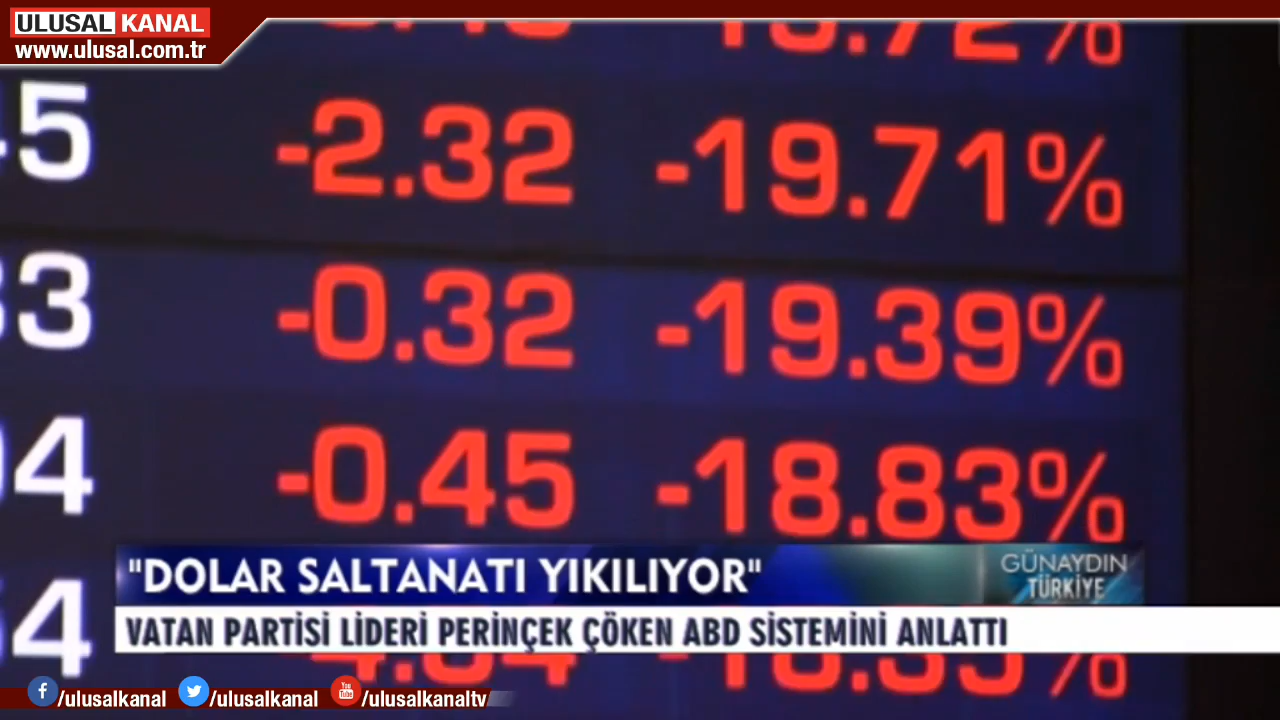 ULUSAL KANAL
www.ulusal.com.tr
-2.32 -19.71%
-0.32 -19.39%
-0.45 -18.83%
"DOLAR SALTANATI YIKILIYOR"
GÜNAYDIN
TÜRKİYE
VATAN PARTİSİ LİDERİ PERİNÇEK ÇÖKEN ABD SİSTEMİNİ ANLATTI
/ulusalkanal /ulusalkanal You Tube /ulusalkanaltv